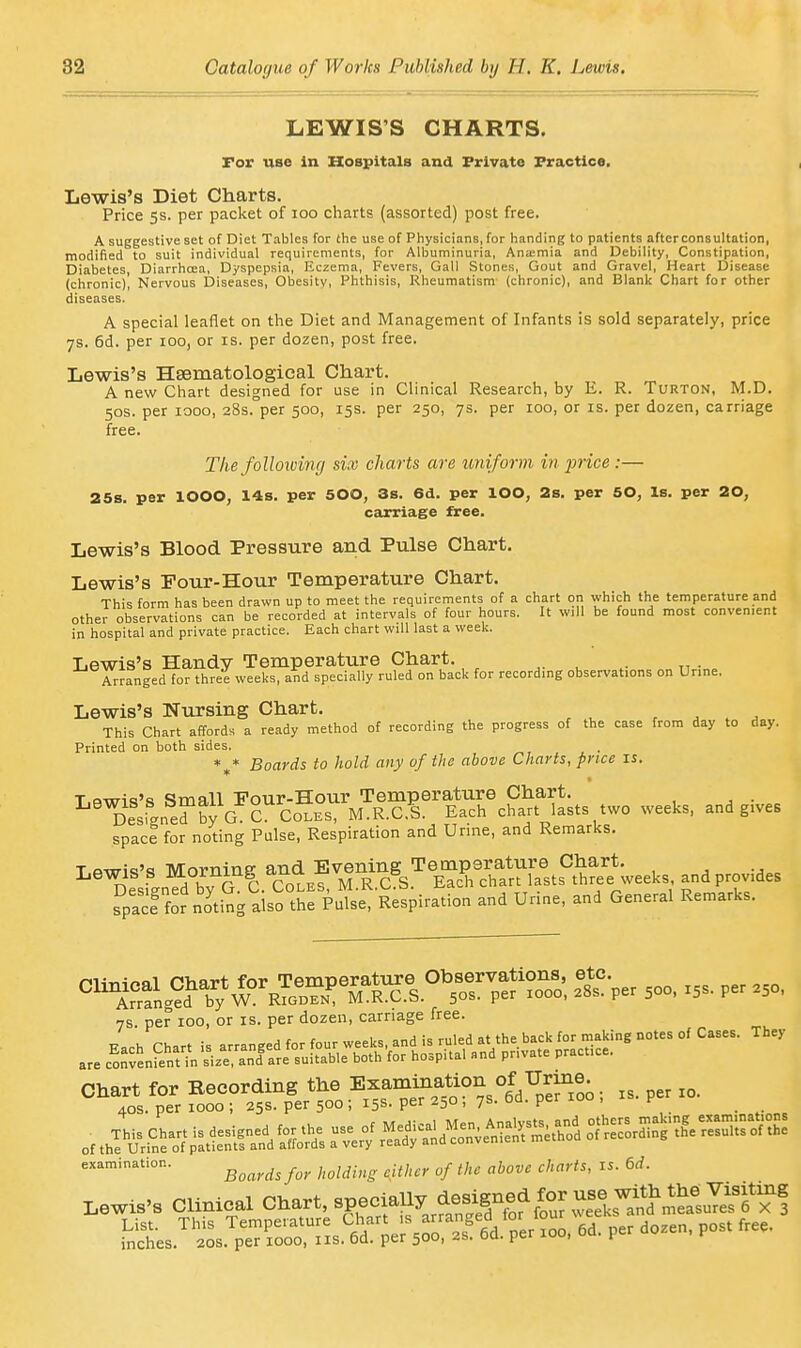 32 Catalogue of Works Published by H. K. Lewis.
LEWIS'S CHARTS.
For use in Hospitals and Private Practice.
Lewis's Diet Charts.
Price 5s. per packet of 100 charts (assorted) post free.
A suggestive set of Diet Tables for the use of Physicians, for handing to patients after consultation,
modified to suit individual requirements, for Albuminuria, Anæmia and Debility, Constipation,
Diabetes, Diarrhœa, Dyspepsia, Eczema, Fevers, Gall Stones, Gout and Gravel, Heart Disease
(chronic), Nervous Diseases, Obesity, Phthisis, Rheumatism (chronic), and Blank Chart for other
diseases.
A special leaflet on the Diet and Management of Infants is sold separately, price
7s. 6d. per 100, or 1s. per dozen, post free.
Lewis's Hæmatological Chart.
A new Chart designed for use in Clinical Research, by E. R. Turton, M.D.
50s. per 1000, 28s. per 500, 15s. per 250, 7s. per 100, or 1s. per dozen, carriage
free.
The following six charts are uniform in price :—
25s. per 1000, 14s. per 500, 3s. 6d. per 100, 2s. per 50, 1s. per 20,
carriage free.
Lewis's Blood Pressure and Pulse Chart.
Lewis's Four-Hour Temperature Chart.
This form has been drawn up to meet the requirements of a chart on which the temperature and
other observations can be recorded at intervals of four hours. It will be found most convenient
in hospital and private practice. Each chart will last a week.
Lewis's Handy Temperature Chart.
Arranged for three weeks, and specially ruled on back for recording observations on Urine.
Lewis's Nursing Chart.
This Chart affords a ready method of recording the progress of the case from day to day.
Printed on both sides.
*** Boards to hold any of the above Charts, price 1s.
Lewis's Small Four-Hour Temperature Chart.
Designed by G. C. Coles, M.R.C.S. Each chart lasts two weeks, and gives
space for noting Pulse, Respiration and Urine, and Remarks.
Lewis's Morning and Evening Temperature Chart.
Designed by G. C. Coles, M.R.C.S. Each chart lasts three weeks, and provides
space for noting also the Pulse, Respiration and Urine, and General Remarks.
Clinical Chart for Temperature Observations, etc.
Arranged by W. Rigden, M.R.C.S. 50s. per 1000, 28s. per 500, 15s. per 250,
7s. per 100, or 1s. per dozen, carriage free.
Each Chart is arranged for four weeks, and is ruled at the back for making notes of Cases. They
are convenient in size, and are suitable both for hospital and private practice.
Chart for Recording the Examination of Urine.
40s. per 1000; 25s. per 500; 15s. per 250; 7s. 6d. per 100; 1s. per 10.
This Chart is designed for the use of Medical Men, Analysts, and others making examinations
of the Urine of patients and affords a very ready and convenient method of recording the results of the
examination.
Boards for holding either of the above charts, 1s. 6d.
Lewis's Clinical Chart, specially designed for use with the Visiting
List. This Temperature Chart is arranged for four weeks and measures 6 X 3
inches. 20s. per 1000, 11s. 6d. per 500, 2s. 6d. per 100, 6d. per dozen, post free.